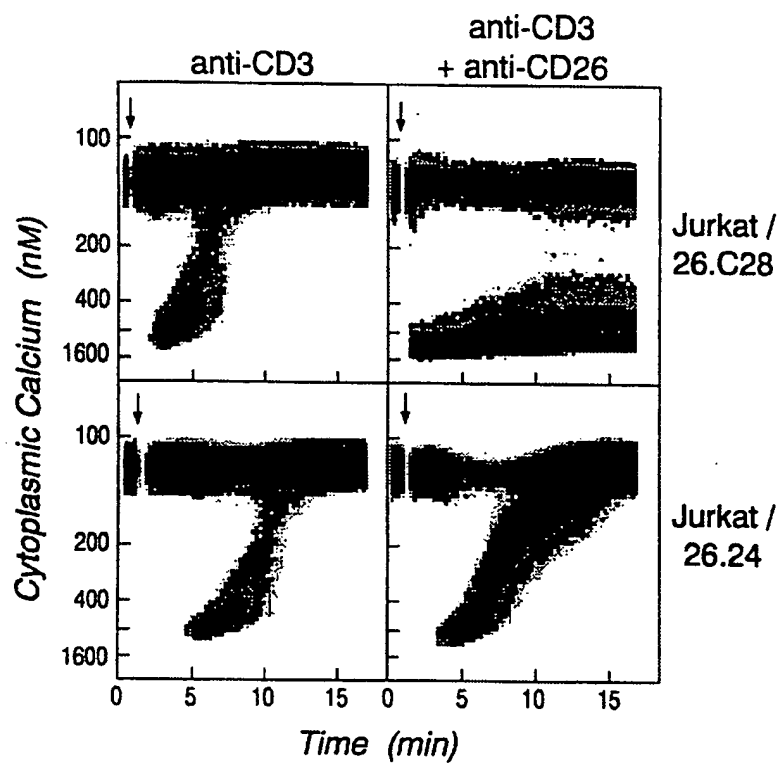 anti-CD3
anti-CD3
+ anti-CD26
Cytoplasmic Calcium (nM)
100
200
400
1600
Jurkat /
26.C28
100
200
400
1600
Jurkat /
26.24
0 5 10 15 0 5 10 15
Time (min)